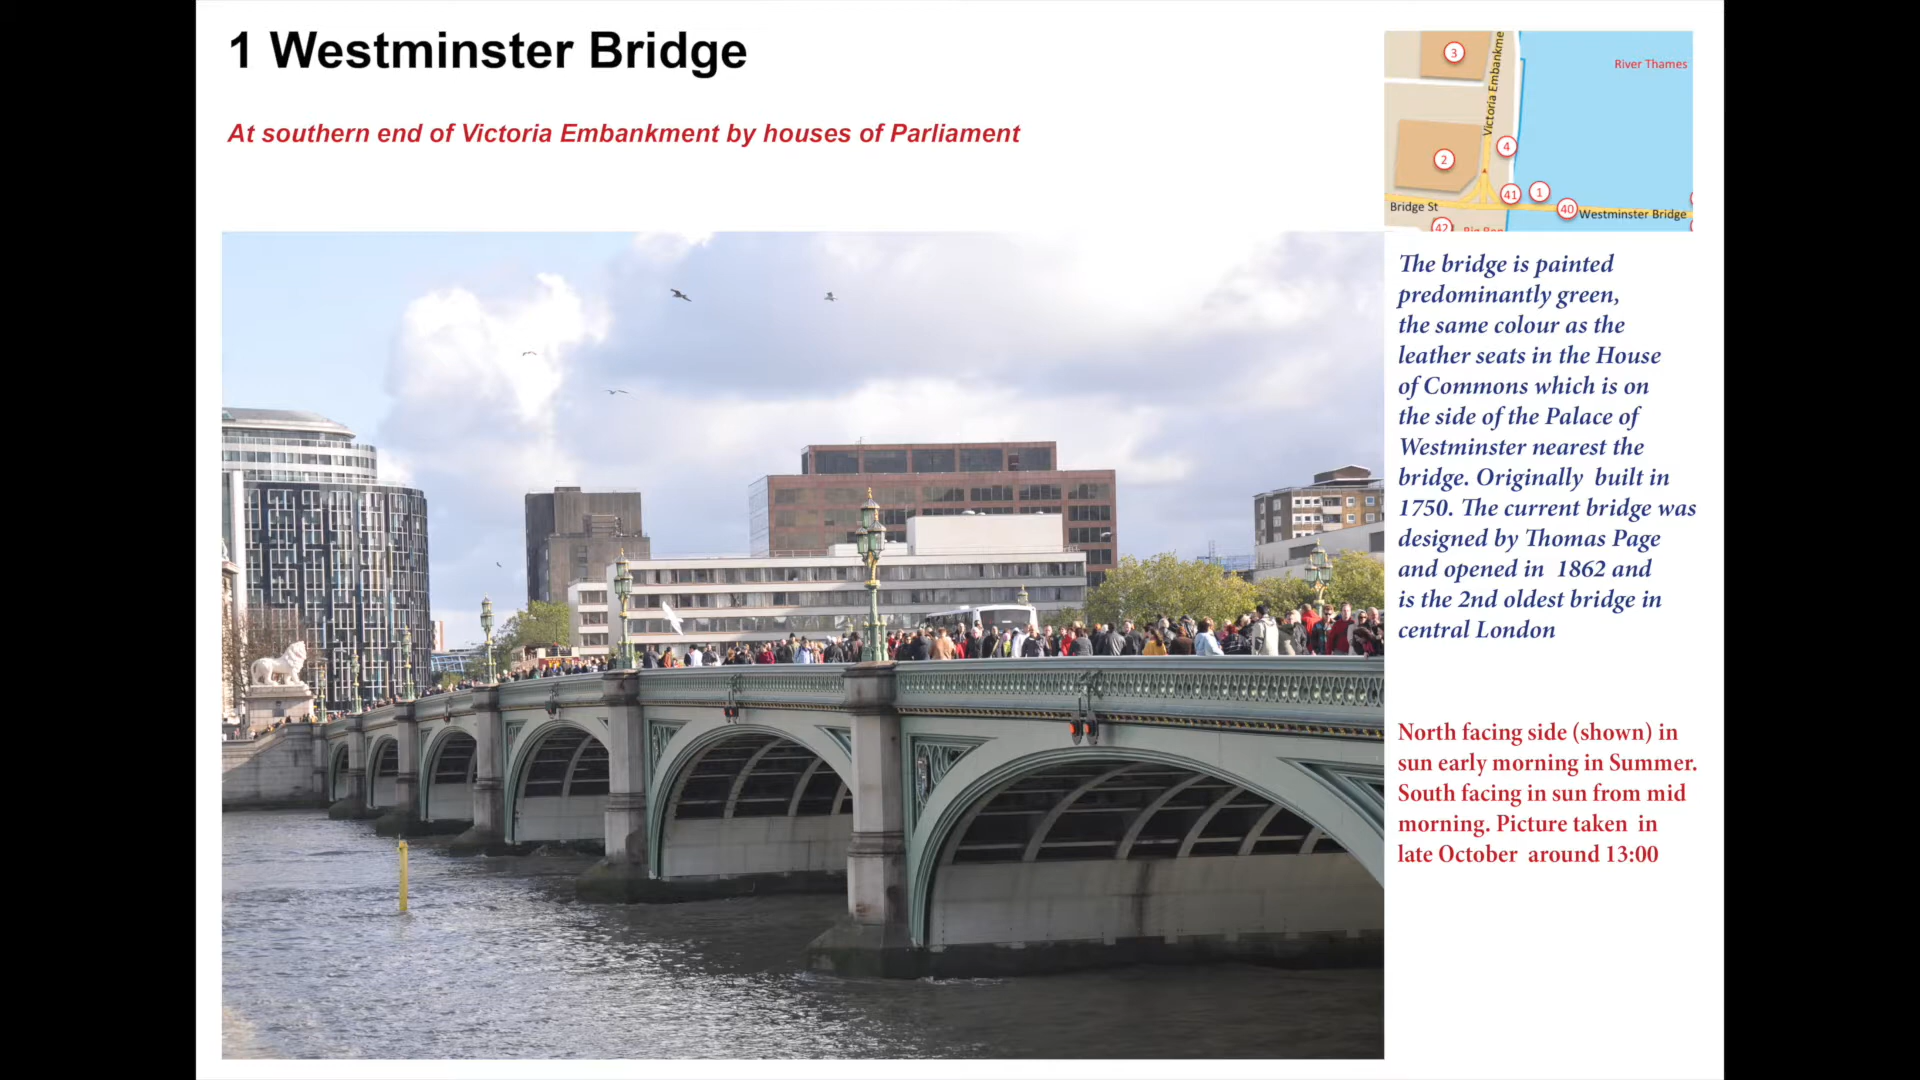 1 Westminster Bridge
At southern end of Victoria Embankment by houses of Parliament
3
Victoria Embankme
River Thames
2
4
41
1
40
Bridge St
Westminster Bridge
42
Big Ben
The bridge is painted
predominantly green,
the same colour as the
leather seats in the House
of Commons which is on
the side of the Palace of
Westminster nearest the
bridge. Originally built in
1750. The current bridge was
designed by Thomas Page
and opened in 1862 and
is the 2nd oldest bridge in
central London
North facing side (shown) in
sun early morning in Summer.
South facing in sun from mid
morning. Picture taken in
late October around 13:00